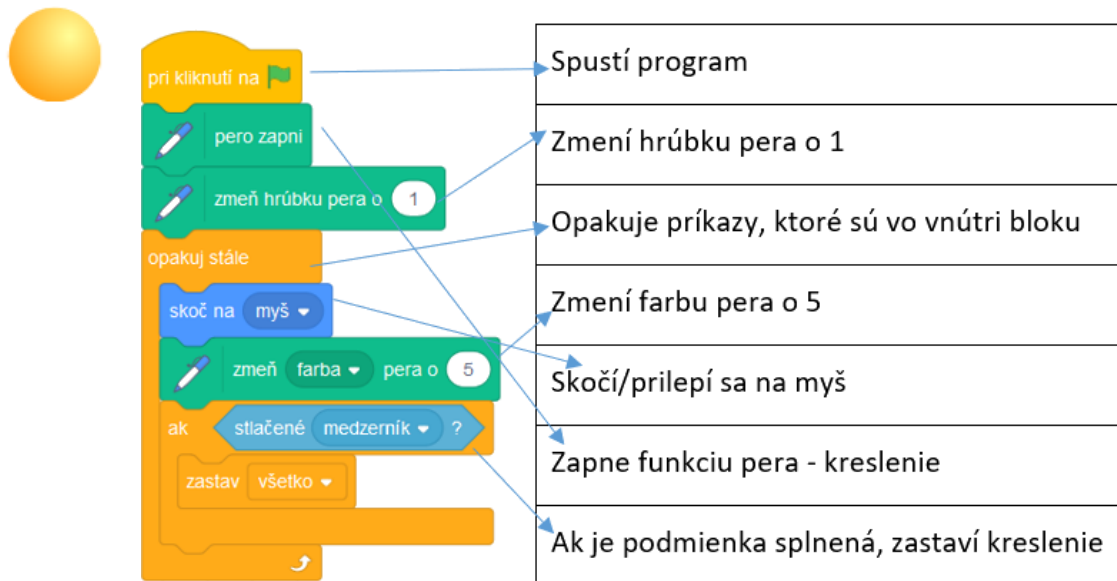 pri kliknutí na
pero zapni
zmeň hrúbku pera o 1
opakuj stále
skoč na myš
zmeň farba pera o 5
ak stlačené medzerník ?
zastav všetko
Spustí program
Zmení hrúbku pera o 1
Opakuje príkazy, ktoré sú vo vnútri bloku
Zmení farbu pera o 5
Skočí/prilepí sa na myš
Zapne funkciu pera - kreslenie
Ak je podmienka splnená, zastaví kreslenie